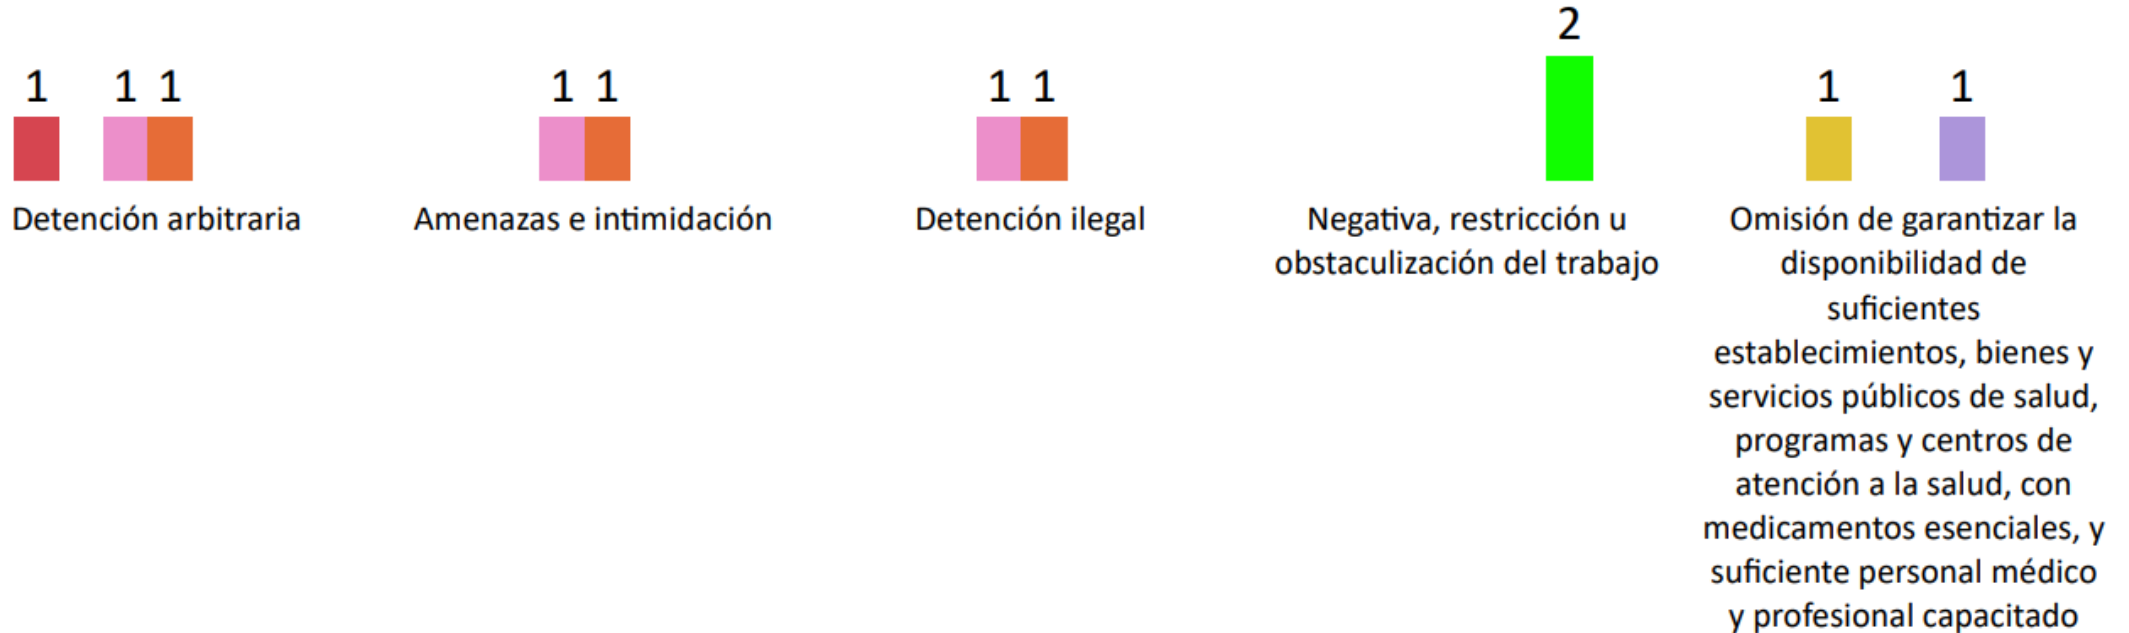 2
1 1 1 1 1 1 1 1 1
Detención arbitraria
Amenazas e intimidación
Detención ilegal
Negativa, restricción u
obstaculización del trabajo
Omisión de garantizar la
disponibilidad de
suficientes
establecimientos, bienes y
servicios públicos de salud,
programas y centros de
atención a la salud, con
medicamentos esenciales, y
suficiente personal médico
y profesional capacitado